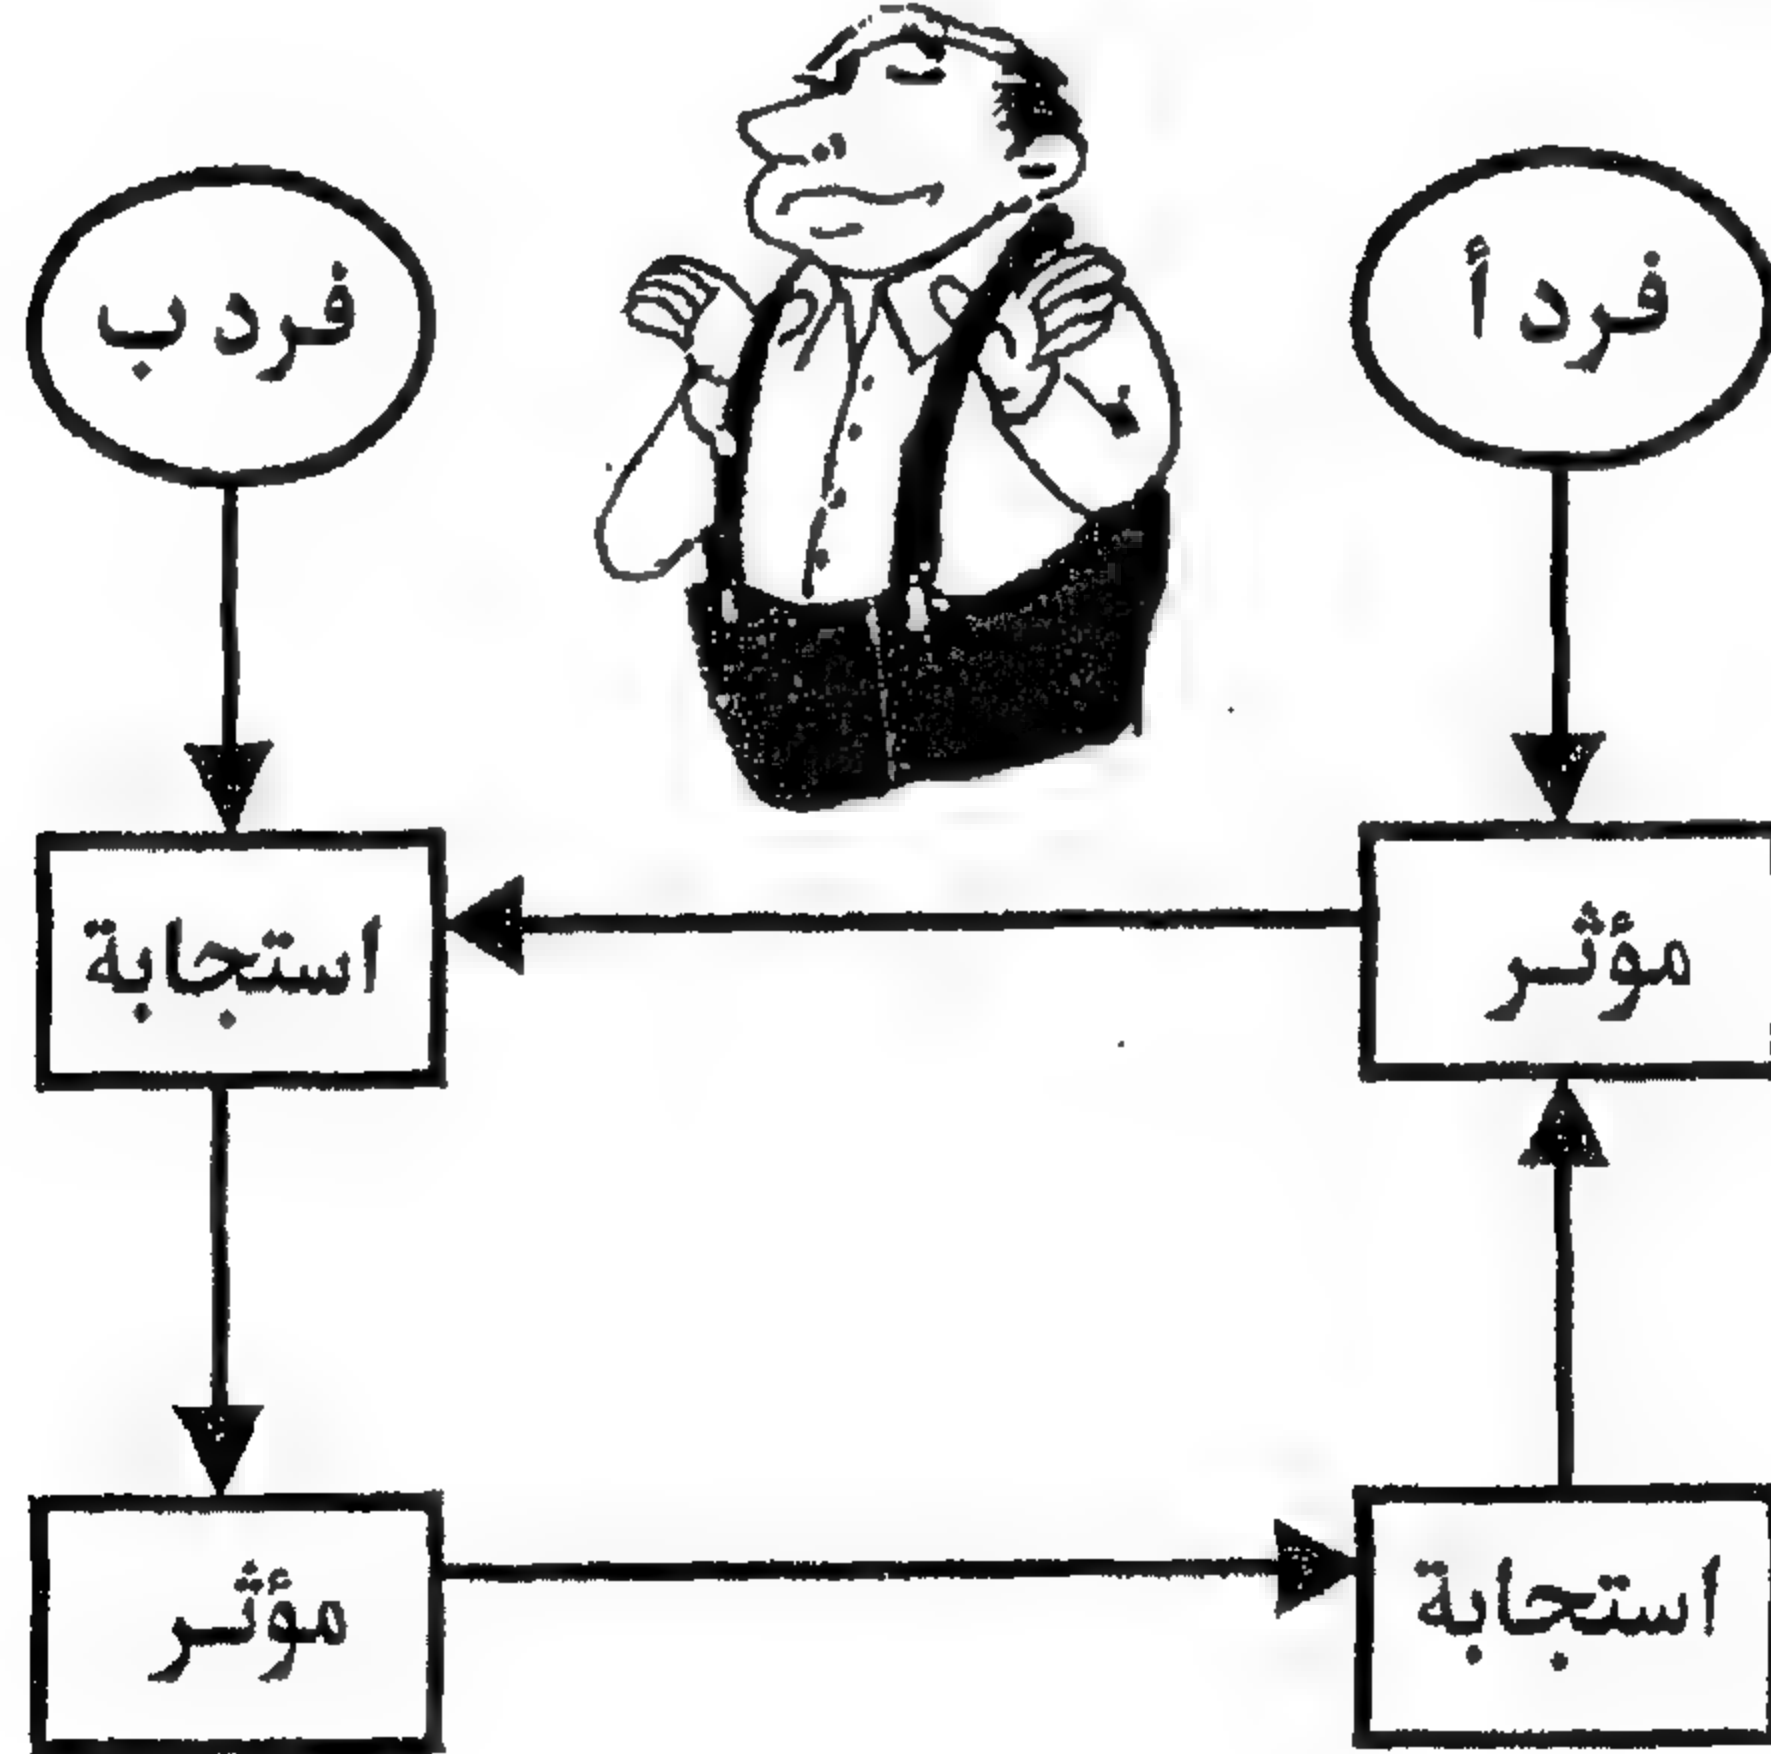 فرد أ
فرد ب
مؤثر
استجابة
استجابة
مؤثر